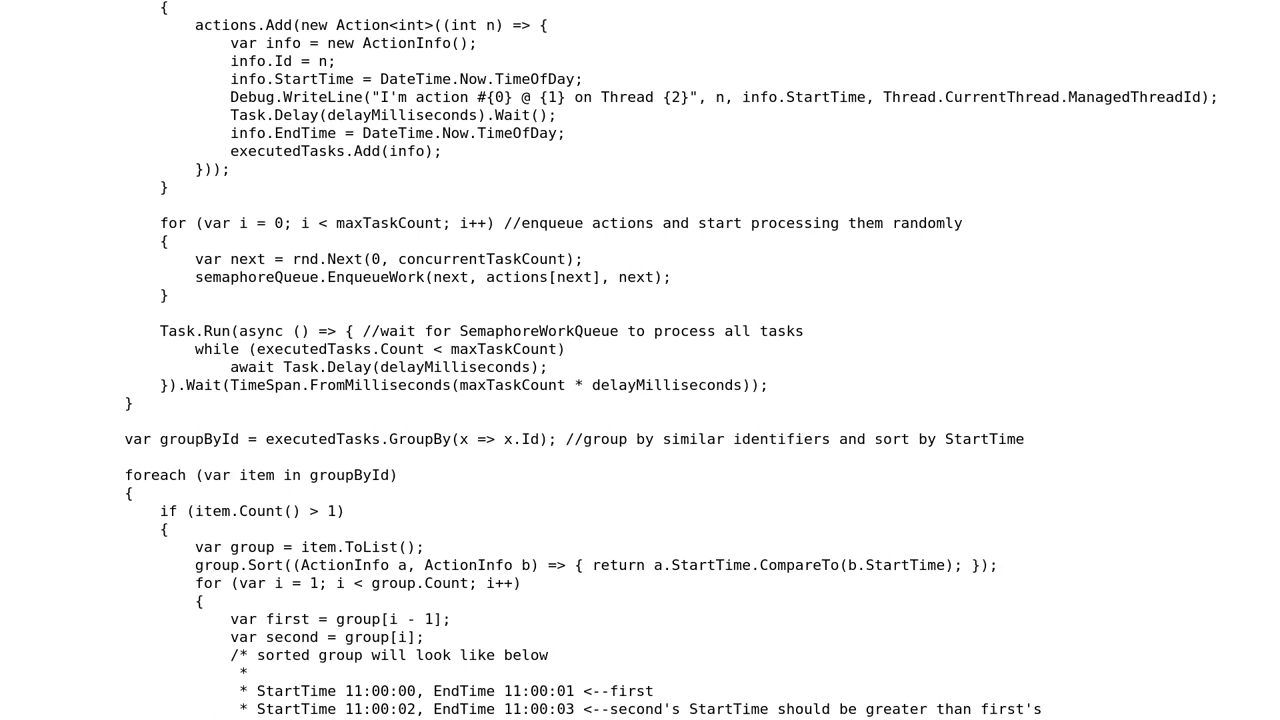 {
actions.Add(new Action<int>((int n) => {
var info = new ActionInfo();
info.Id = n;
info.StartTime = DateTime.Now.TimeOfDay;
Debug.WriteLine("I'm action #{0} @ {1} on Thread {2}", n, info.StartTime, Thread.CurrentThread.ManagedThreadId);
Task.Delay(delayMilliseconds).Wait();
info.EndTime = DateTime.Now.TimeOfDay;
executedTasks.Add(info);
}));
}
for (var i = 0; i < maxTaskCount; i++) //enqueue actions and start processing them randomly
{
var next = rnd.Next(0, concurrentTaskCount);
semaphoreQueue.EnqueueWork(next, actions[next], next);
}
Task.Run(async () => { //wait for SemaphoreWorkQueue to process all tasks
while (executedTasks.Count < maxTaskCount)
await Task.Delay(delayMilliseconds);
}).Wait(TimeSpan.FromMilliseconds(maxTaskCount * delayMilliseconds));
}
var groupById = executedTasks.GroupBy(x => x.Id); //group by similar identifiers and sort by StartTime
foreach (var item in groupById)
{
if (item.Count() > 1)
{
var group = item.ToList();
group.Sort((ActionInfo a, ActionInfo b) => { return a.StartTime.CompareTo(b.StartTime); });
for (var i = 1; i < group.Count; i++)
{
var first = group[i - 1];
var second = group[i];
/* sorted group will look like below
*
* StartTime 11:00:00, EndTime 11:00:01 <--first
* StartTime 11:00:02, EndTime 11:00:03 <--second's StartTime should be greater than first's